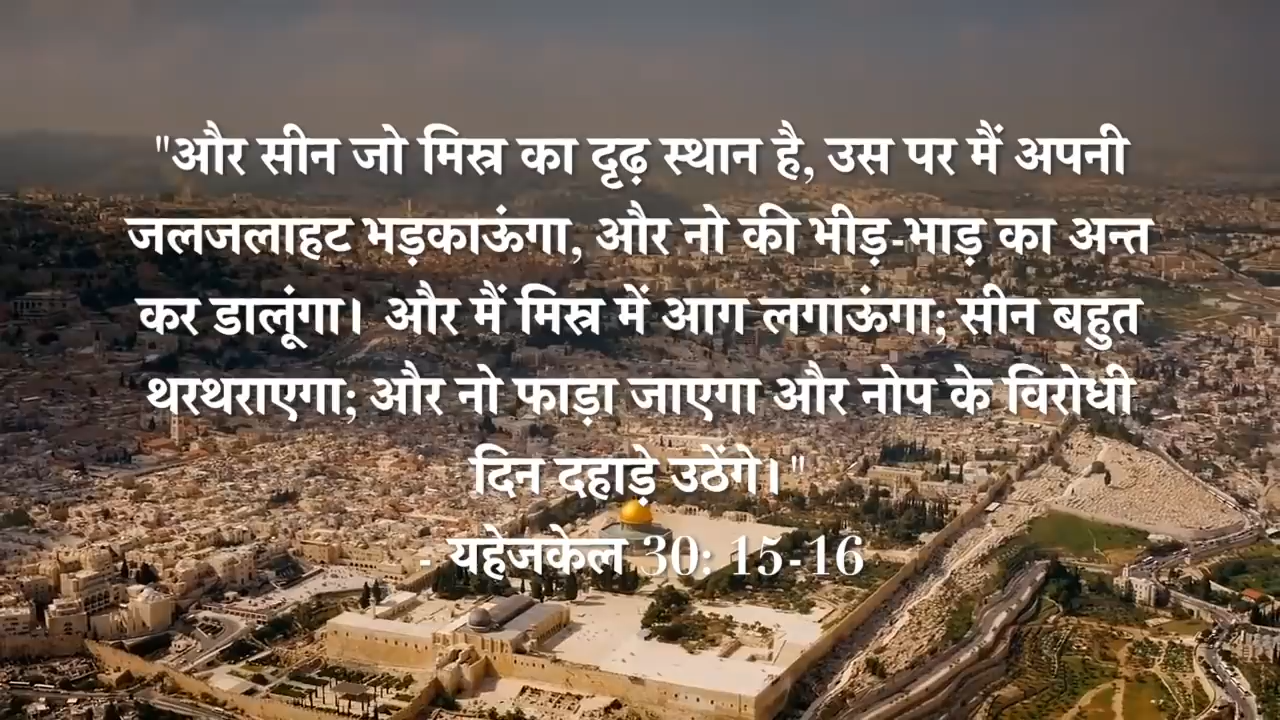 "और सीन जो मिस्र का दृढ़ स्थान है, उस पर मैं अपनी
जलजलाहट भड़काऊंगा, और नो की भीड़-भाड़ का अन्त
कर डालूंगा। और मैं मिस्र में आग लगाऊंगा; सीन बहुत
थरथराएगा; और नो फाड़ा जाएगा और नोप के विरोधी
दिन दहाड़े उठेंगे।"
- यहेजकेल 30: 15-16